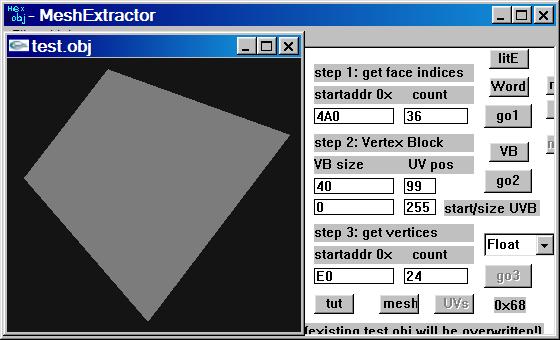 Hex
obj - MeshExtractor
test.obj
litE
step 1: get face indices
Word
startaddr 0x count
4A0 36 go1
step 2: Vertex Block
VB
VB size UV pos
40 99 go2
0 255 start/size UVB
step 3: get vertices
Float
startaddr 0x count
E0 24 go3
tut mesh UVs 0x68
(existing test.obj will be overwritten!)